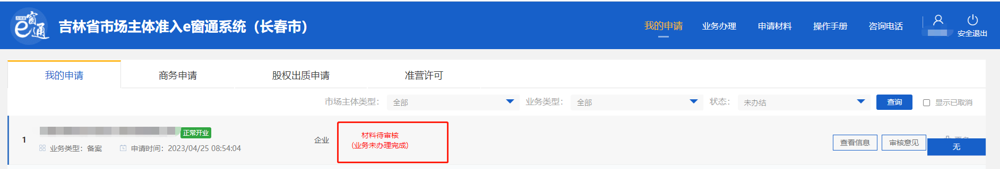 吉林省
e窗通
吉林省市场主体准入e窗通系统（长春市）
我的申请 业务办理 申请材料 操作手册 咨询电话 安全退出
我的申请 商务申请 股权出质申请 准营许可
市场主体类型： 全部 业务类型： 全部 状态： 未办结 查询 显示已取消
1 正常开业
业务类型：备案 申请时间：2023/04/25 08:54:04
企业
材料待审核
(业务未办理完成)
查看信息 审核意见 无